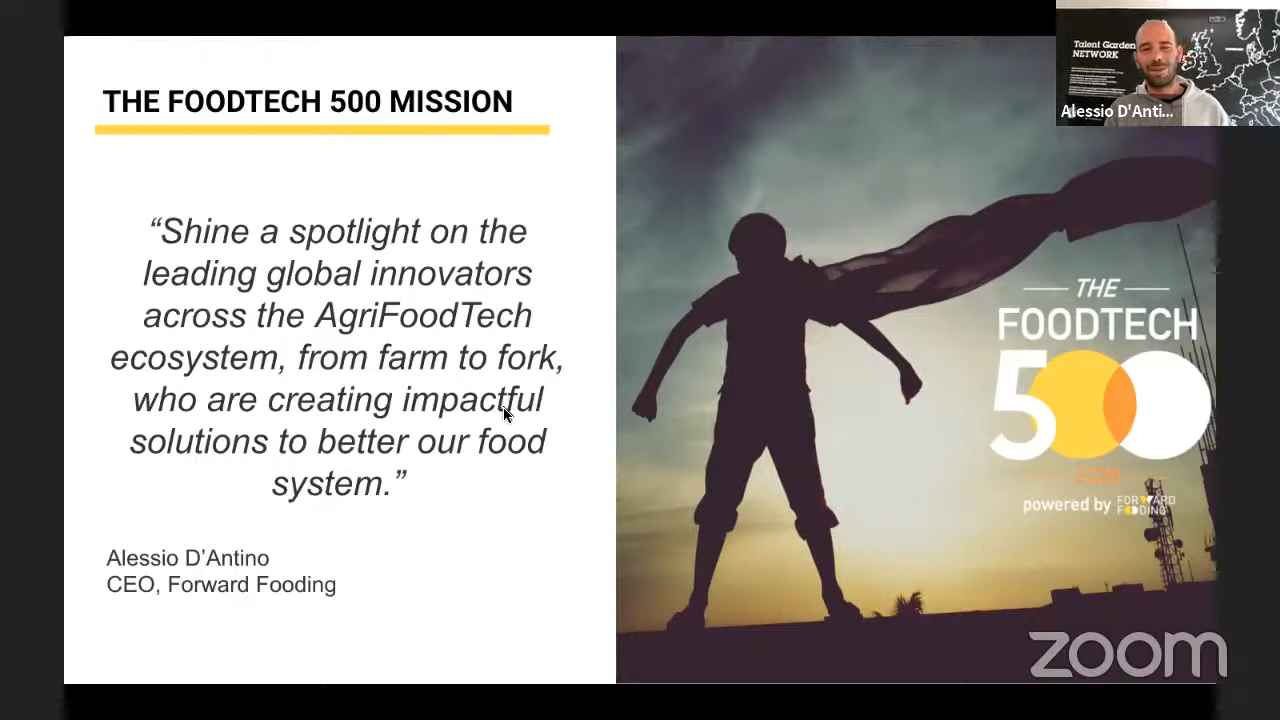 THE FOODTECH 500 MISSION
“Shine a spotlight on the
leading global innovators
across the AgriFoodTech
ecosystem, from farm to fork,
who are creating impactful
solutions to better our food
system.”
Alessio D’Antino
CEO, Forward Fooding
Talent Garden
NETWORK
Alessio D'Anti...
THE
FOODTECH
500
2020
powered by FORWARD
FOODING
zoom